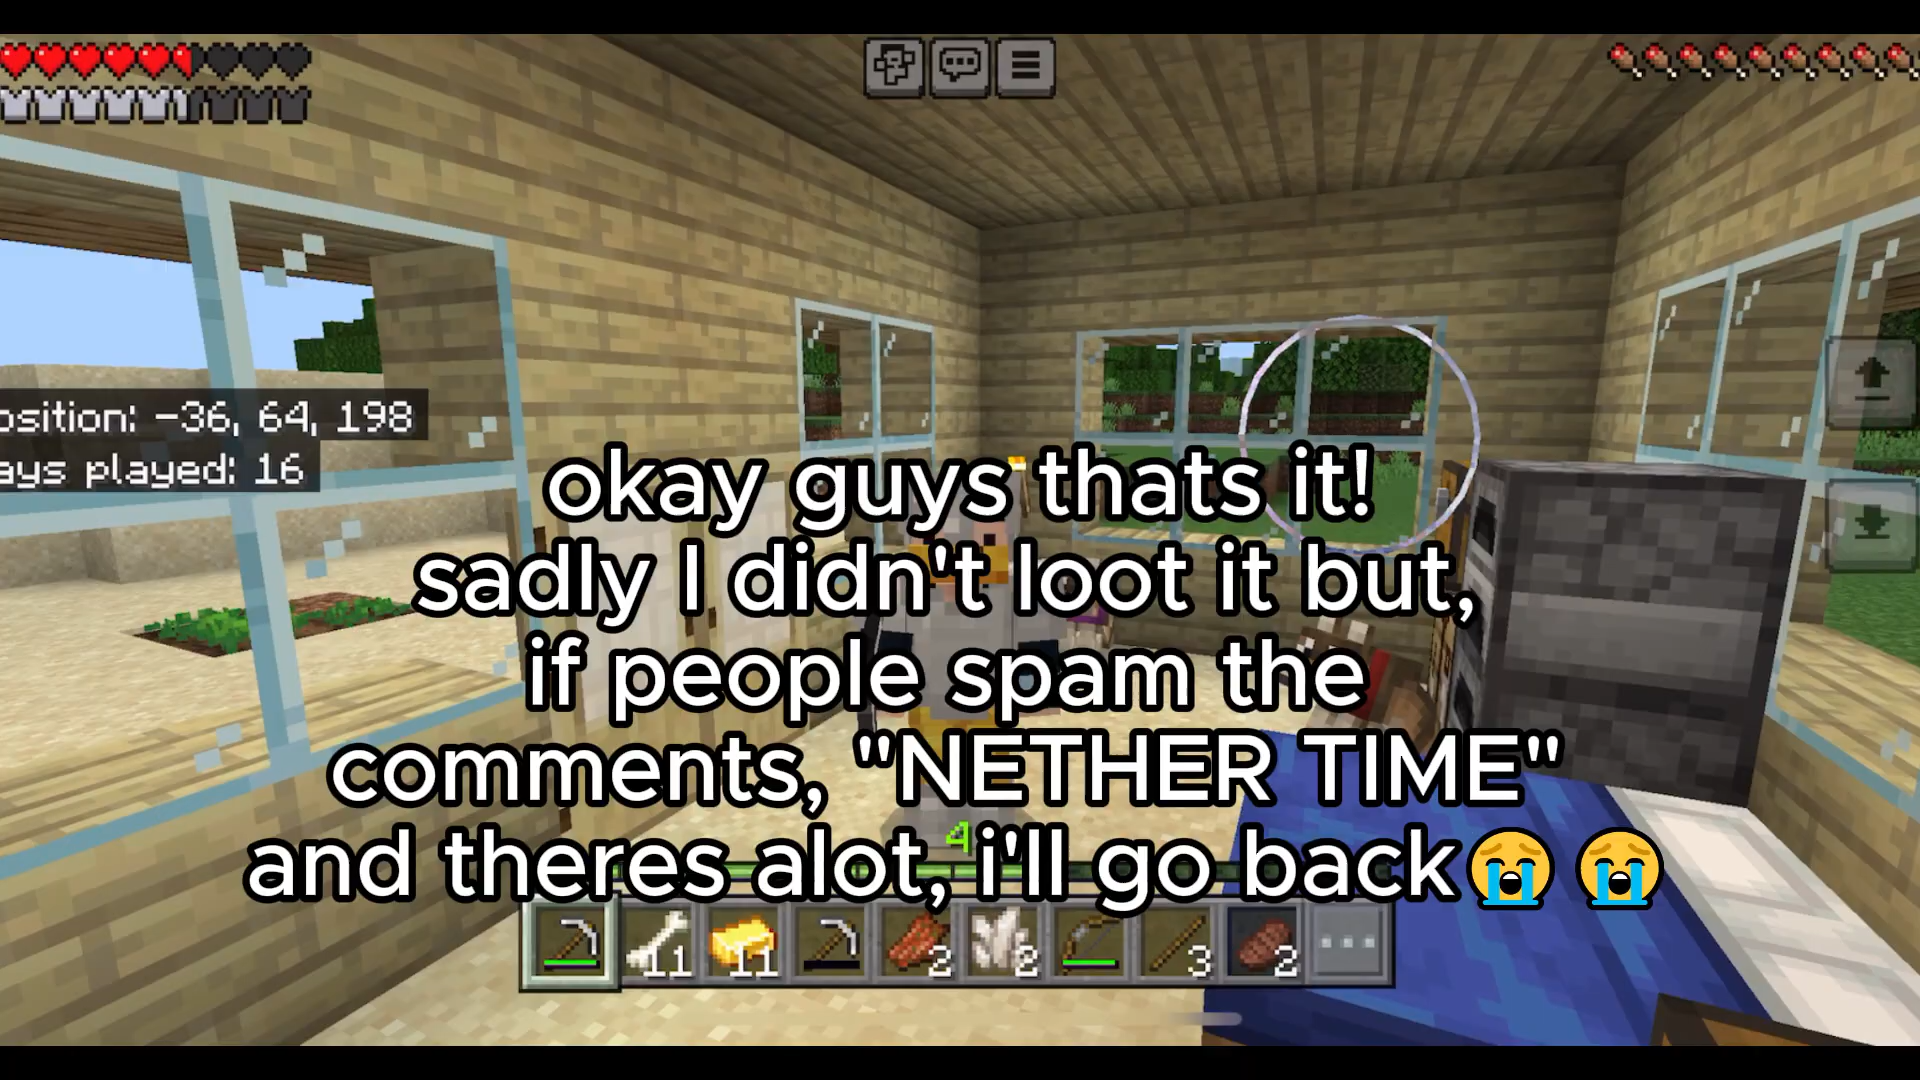 osition: -36, 64, 198
ays played: 16
okay guys thats it!
sadly I didn't loot it but,
if people spam the
comments, "NETHER TIME"
and theres alot, i'll go back😭 😭
4
11 11 2 2 3 2